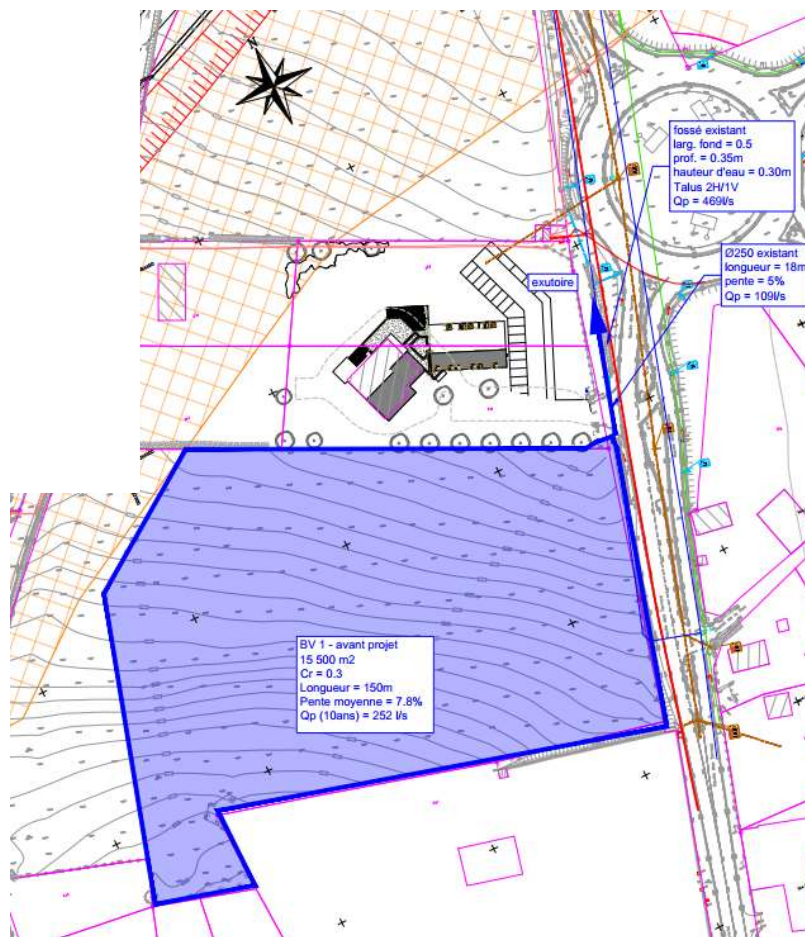 N
fossé existant
larg. fond = 0.5
prof. = 0.35m
hauteur d'eau = 0.30m
Talus 2H/1V
Qp = 469l/s
Ø250 existant
longueur = 18m
pente = 5%
Qp = 109l/s
exutoire
BV 1 - avant projet
15 500 m2
Cr = 0.3
Longueur = 150m
Pente moyenne = 7.8%
Qp (10ans) = 252 l/s